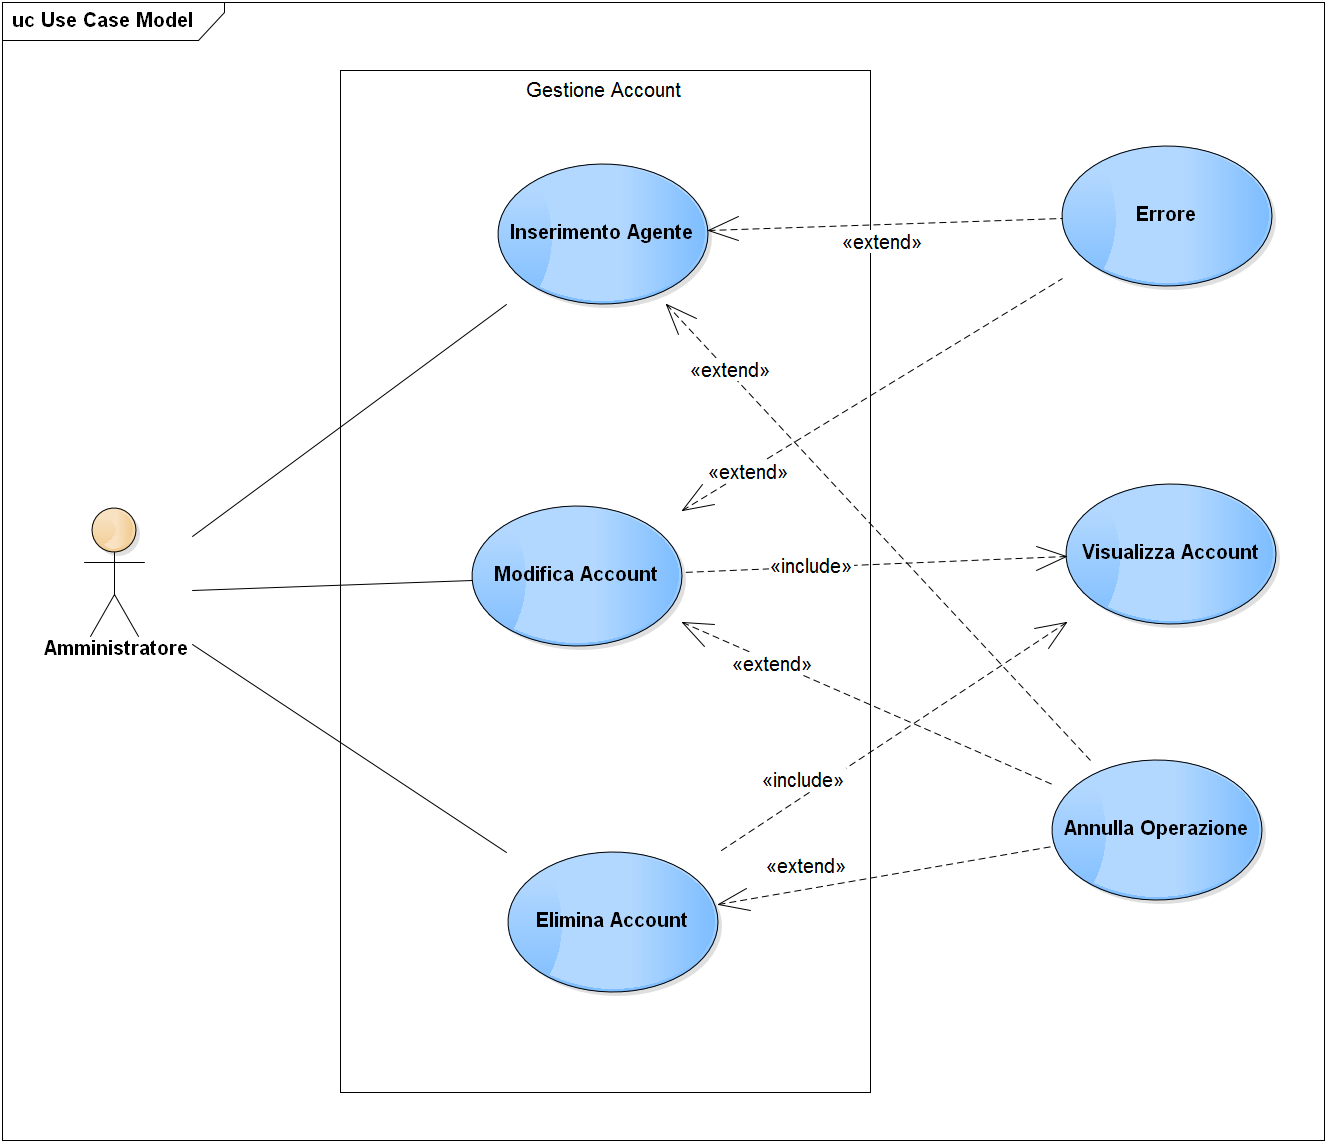 uc Use Case Model
Gestione Account
Inserimento Agente
Errore
«extend»
«extend»
«extend»
Modifica Account
«include»
Visualizza Account
Amministratore
«extend»
«include»
Annulla Operazione
«extend»
Elimina Account